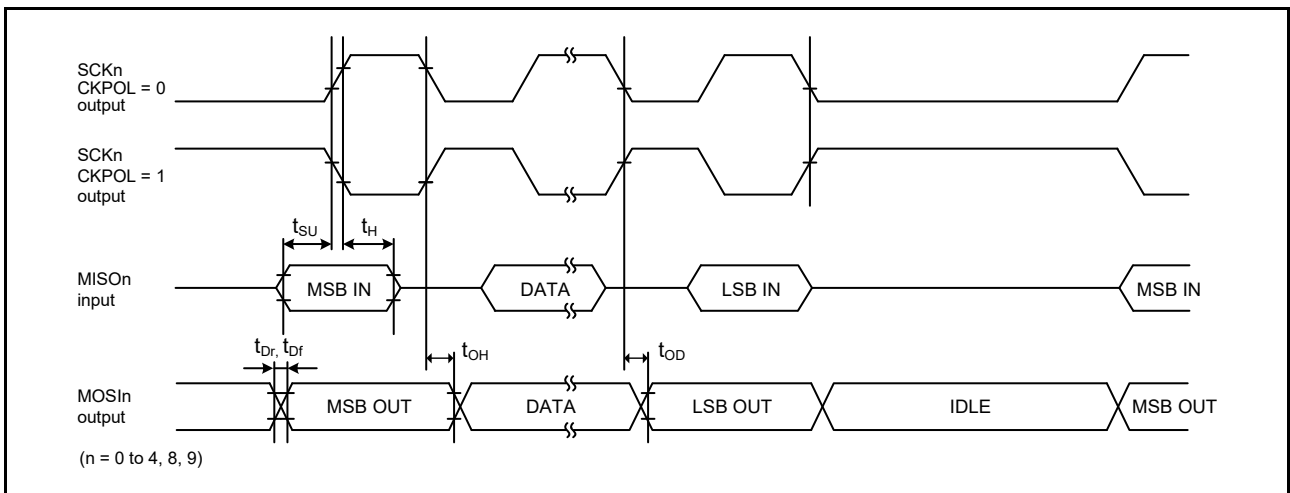 SCKn
CKPOL = 0
output
SCKn
CKPOL = 1
output
tSU
tH
MISOn
input
MSB IN
DATA
LSB IN
MSB IN
tDr, tDf
tOH
tOD
MOSIn
output
MSB OUT
DATA
LSB OUT
IDLE
MSB OUT
(n = 0 to 4, 8, 9)